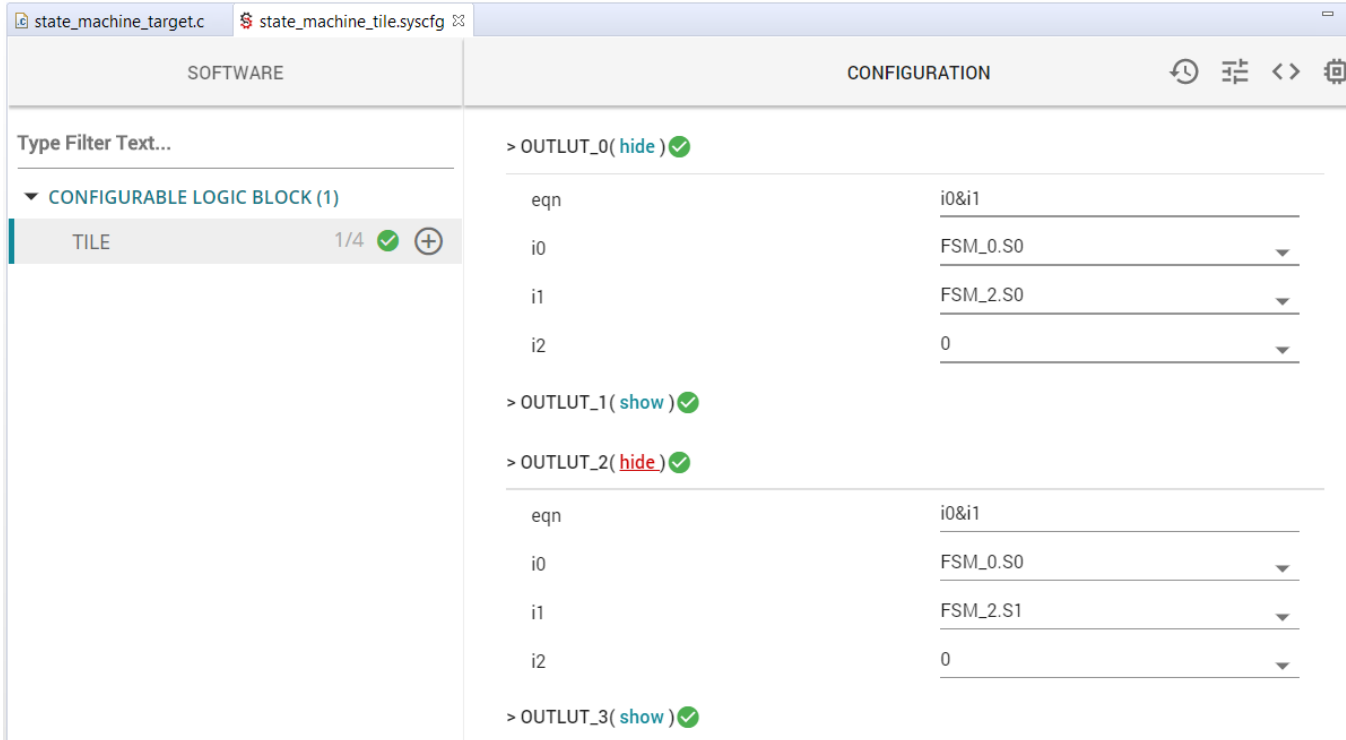 state_machine_target.c state_machine_tile.syscfg
SOFTWARE CONFIGURATION
Type Filter Text...
CONFIGURABLE LOGIC BLOCK (1)
TILE 1/4
> OUTLUT_0( hide )
eqn i0&i1
i0 FSM_0.S0
i1 FSM_2.S0
i2 0
> OUTLUT_1( show )
> OUTLUT_2( hide )
eqn i0&i1
i0 FSM_0.S0
i1 FSM_2.S1
i2 0
> OUTLUT_3( show )